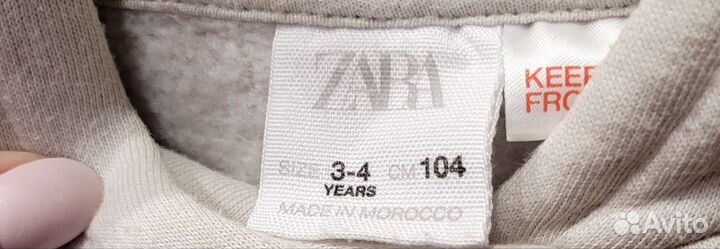 ZARA
SIZE 3-4 CM 104
YEARS
MADE IN MOROCCO
KEEP
FRO
Avito